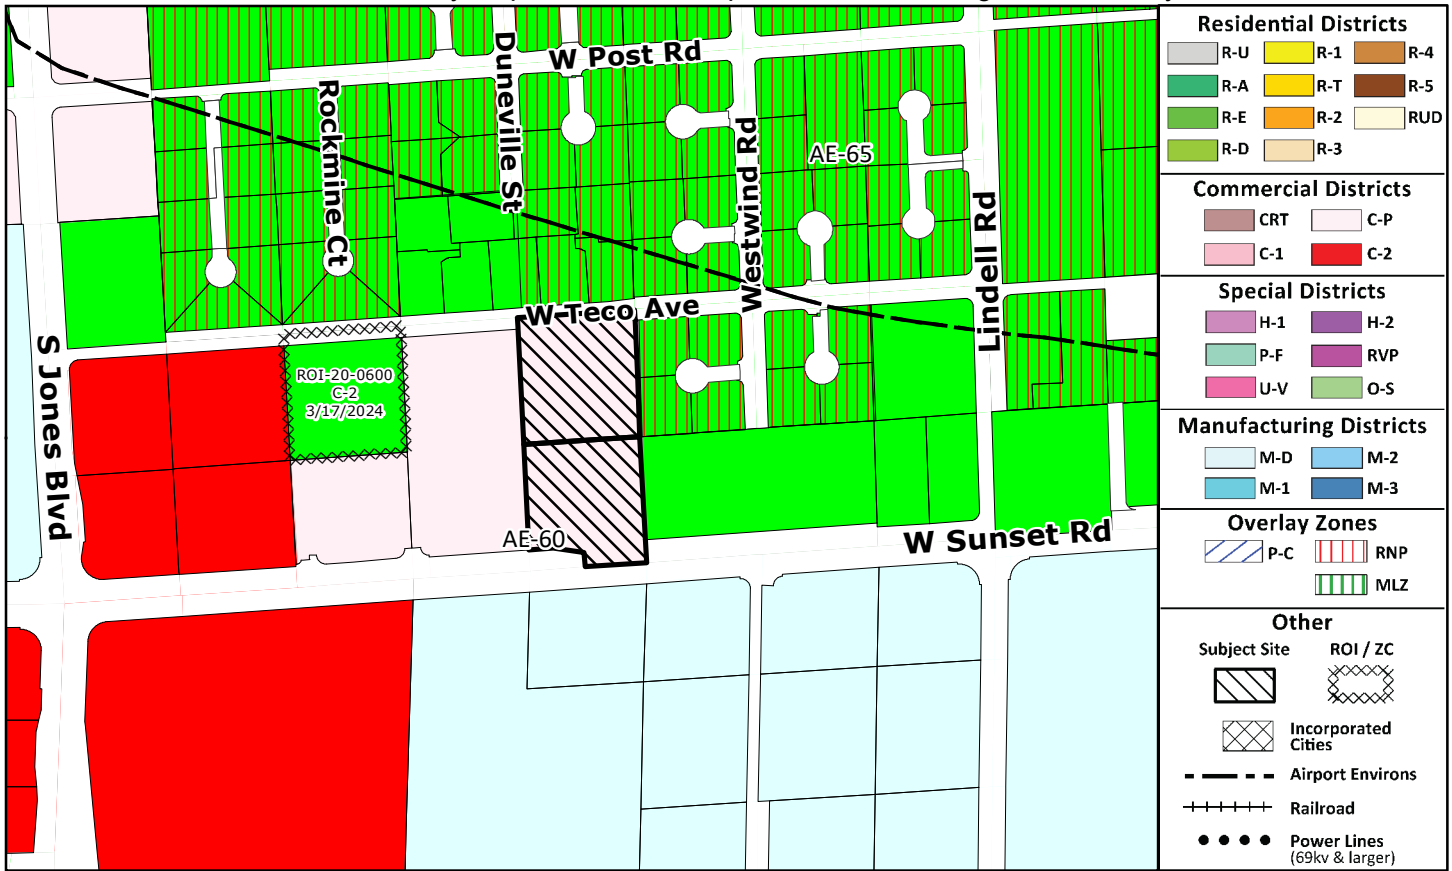 W Post Rd
Duneville St
Rockmine Ct
Westwind Rd
AE-65
Lindell Rd
W Teco Ave
S Jones Blvd
ROI-20-0600
C-2
3/17/2024
AE-60
W Sunset Rd
Residential Districts
R-U R-1 R-4
R-A R-T R-5
R-E R-2 RUD
R-D R-3
Commercial Districts
CRT C-P
C-1 C-2
Special Districts
H-1 H-2
P-F RVP
U-V O-S
Manufacturing Districts
M-D M-2
M-1 M-3
Overlay Zones
P-C RNP
MLZ
Other
Subject Site ROI / ZC
Incorporated
Cities
Airport Environs
Railroad
Power Lines
(69kv & larger)